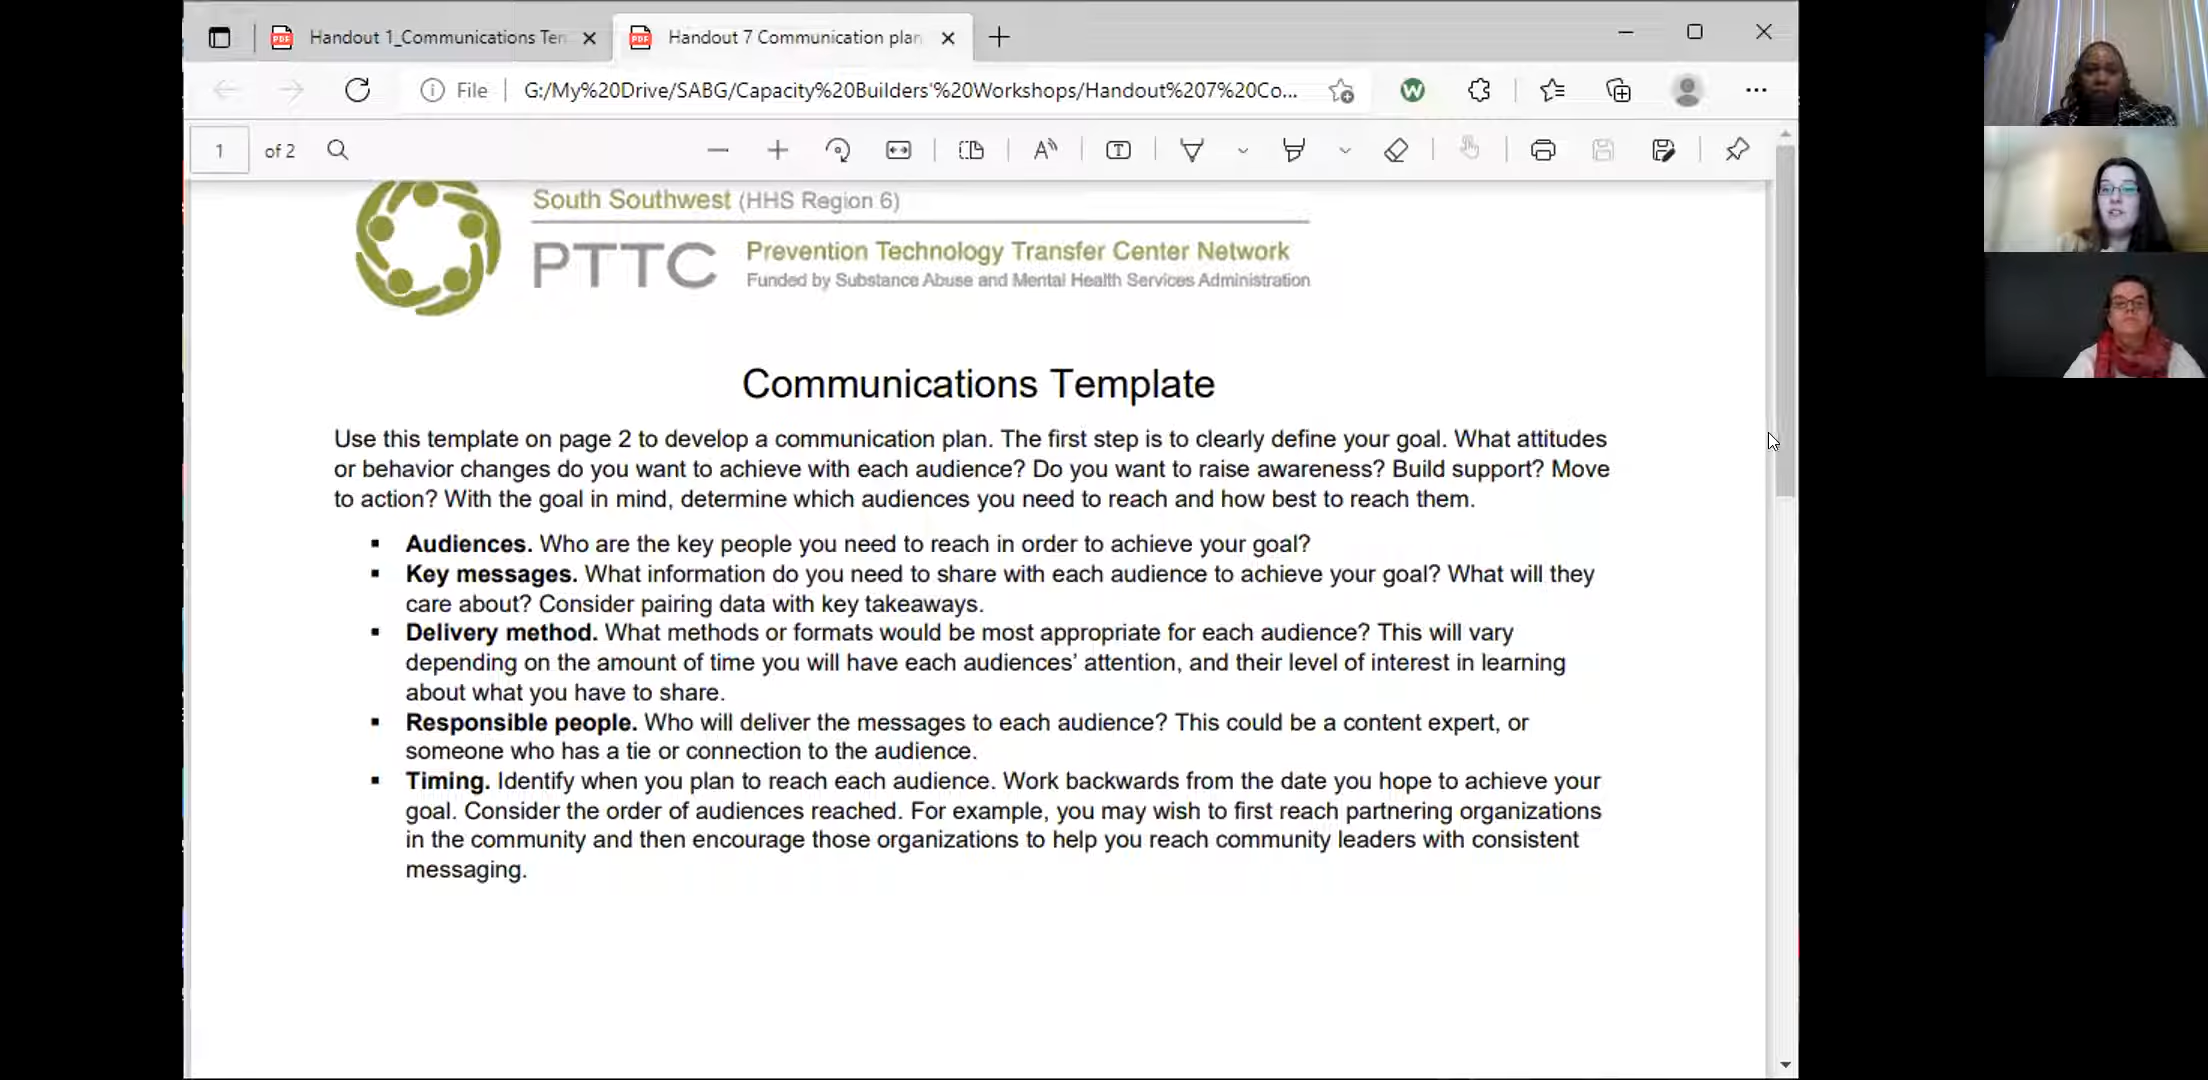 Handout 1_Communications Ten
Handout 7 Communication plan
File
G:/My%20Drive/SABG/Capacity%20Builders'%20Workshops/Handout%207%20Co...
1
of 2
South Southwest (HHS Region 6)
PTTC
Prevention Technology Transfer Center Network
Funded by Substance Abuse and Mental Health Services Administration
Communications Template
Use this template on page 2 to develop a communication plan. The first step is to clearly define your goal. What attitudes
or behavior changes do you want to achieve with each audience? Do you want to raise awareness? Build support? Move
to action? With the goal in mind, determine which audiences you need to reach and how best to reach them.
▪ Audiences. Who are the key people you need to reach in order to achieve your goal?
▪ Key messages. What information do you need to share with each audience to achieve your goal? What will they
care about? Consider pairing data with key takeaways.
▪ Delivery method. What methods or formats would be most appropriate for each audience? This will vary
depending on the amount of time you will have each audiences’ attention, and their level of interest in learning
about what you have to share.
▪ Responsible people. Who will deliver the messages to each audience? This could be a content expert, or
someone who has a tie or connection to the audience.
▪ Timing. Identify when you plan to reach each audience. Work backwards from the date you hope to achieve your
goal. Consider the order of audiences reached. For example, you may wish to first reach partnering organizations
in the community and then encourage those organizations to help you reach community leaders with consistent
messaging.